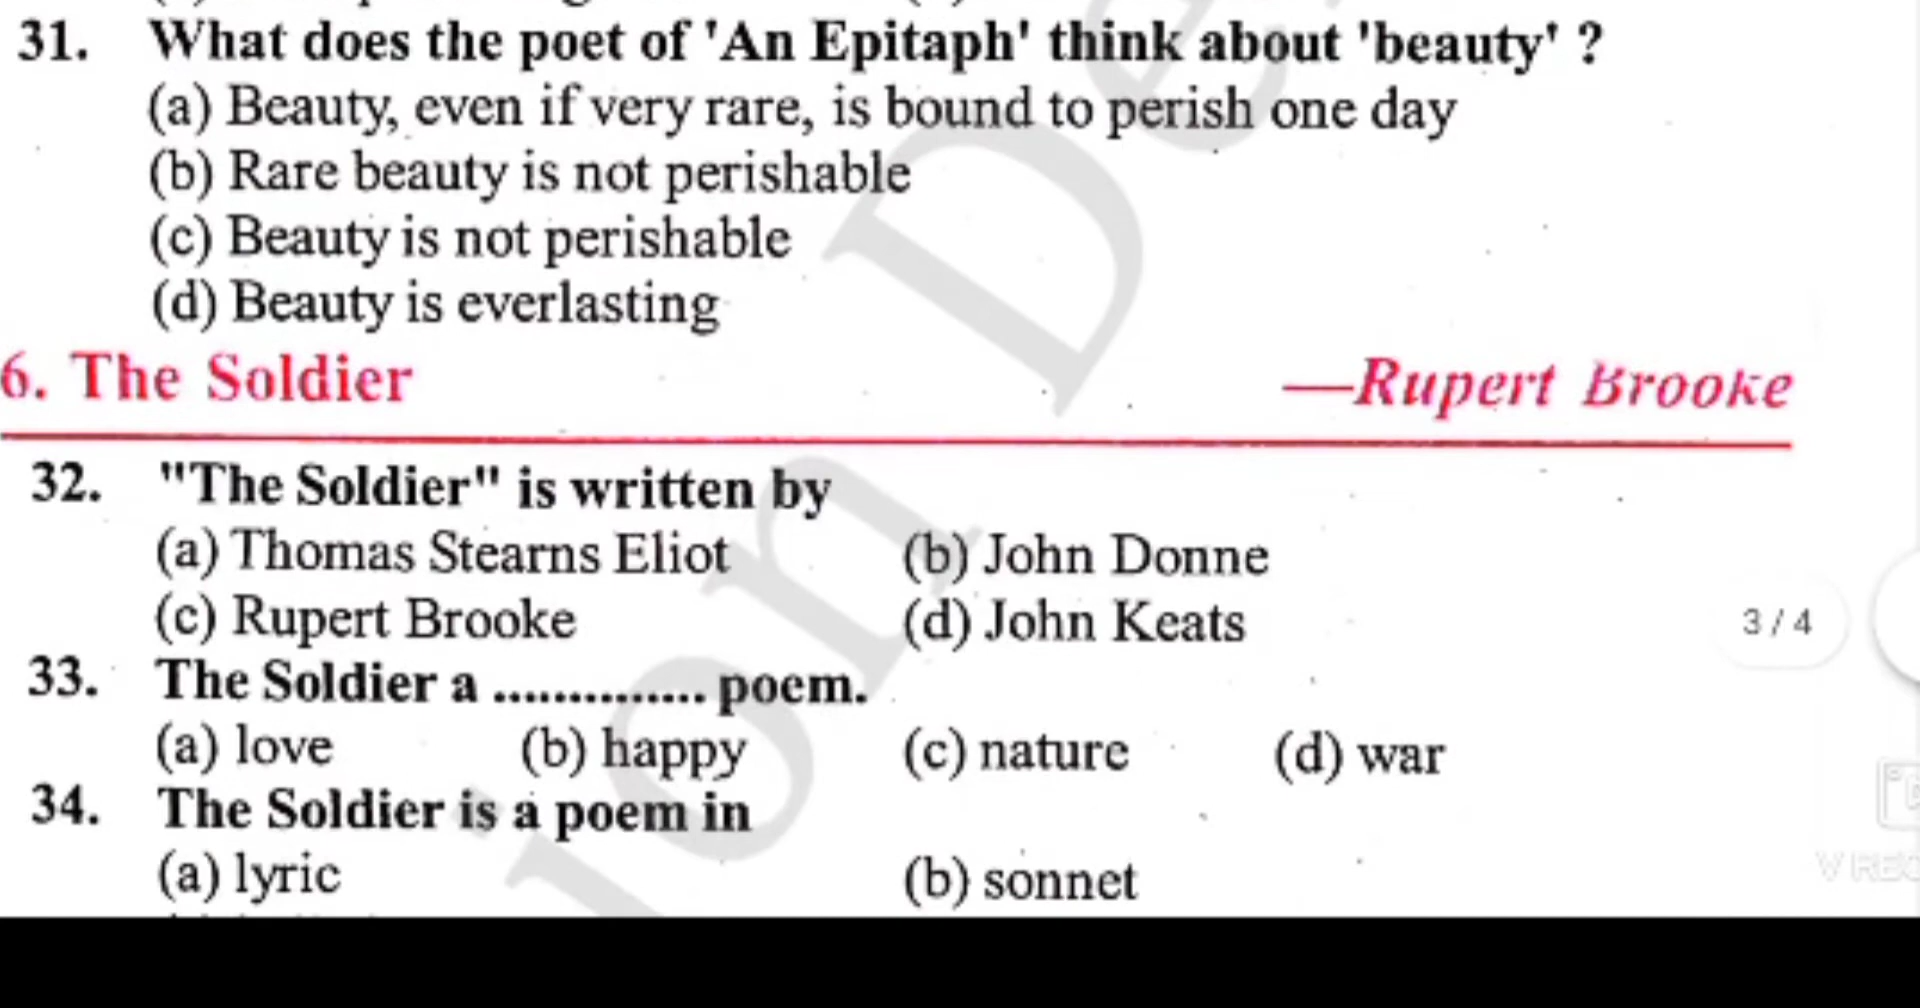 31. What does the poet of 'An Epitaph' think about 'beauty' ?
(a) Beauty, even if very rare, is bound to perish one day
(b) Rare beauty is not perishable
(c) Beauty is not perishable
(d) Beauty is everlasting
6. The Soldier —Rupert Brooke
32. "The Soldier" is written by
(a) Thomas Stearns Eliot (b) John Donne
(c) Rupert Brooke (d) John Keats
3 / 4
33. The Soldier a .............. poem.
(a) love (b) happy (c) nature (d) war
34. The Soldier is a poem in
(a) lyric (b) sonnet